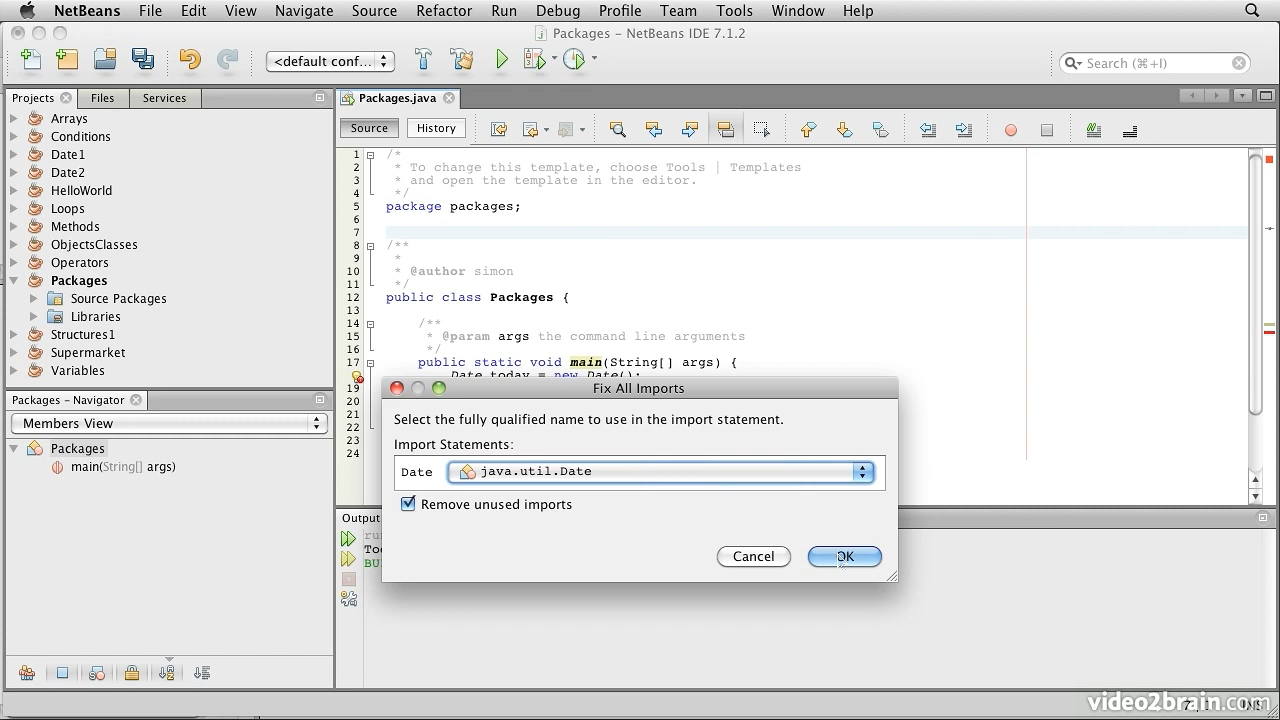 NetBeans File Edit View Navigate Source Refactor Run Debug Profile Team Tools Window Help
Packages - NetBeans IDE 7.1.2
<default conf...
Search (⌘+I)
Projects Files Services
Packages.java
Source History
Arrays
Conditions
Date1
Date2
HelloWorld
Loops
Methods
ObjectsClasses
Operators
Packages
Source Packages
Libraries
Structures1
Supermarket
Variables
1 /*
2 * To change this template, choose Tools | Templates
3 * and open the template in the editor.
4 */
5 package packages;
6
7
8 /**
9 *
10 * @author simon
11 */
12 public class Packages {
13
14 /**
15 * @param args the command line arguments
16 */
17 public static void main(String[] args) {
Date today = new Date();
19
20
21
22
23
24
Packages - Navigator
Members View
Packages
main(String[] args)
Fix All Imports
Select the fully qualified name to use in the import statement.
Import Statements:
Date java.util.Date
Remove unused imports
Cancel OK
Output
video2brain.com
INS